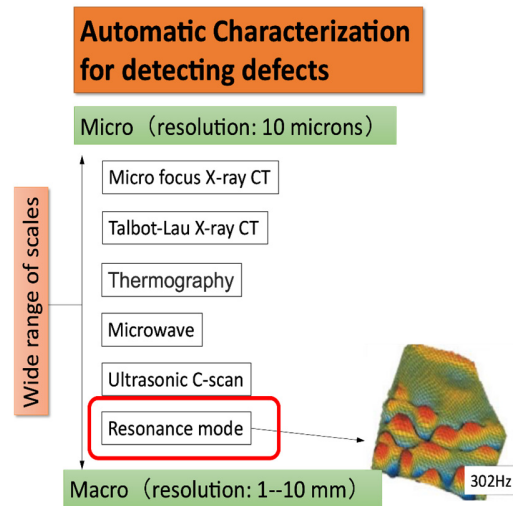 Automatic Characterization
for detecting defects
Micro（resolution: 10 microns）
Micro focus X-ray CT
Talbot-Lau X-ray CT
Thermography
Microwave
Ultrasonic C-scan
Resonance mode
Wide range of scales
302Hz
Macro（resolution: 1--10 mm）